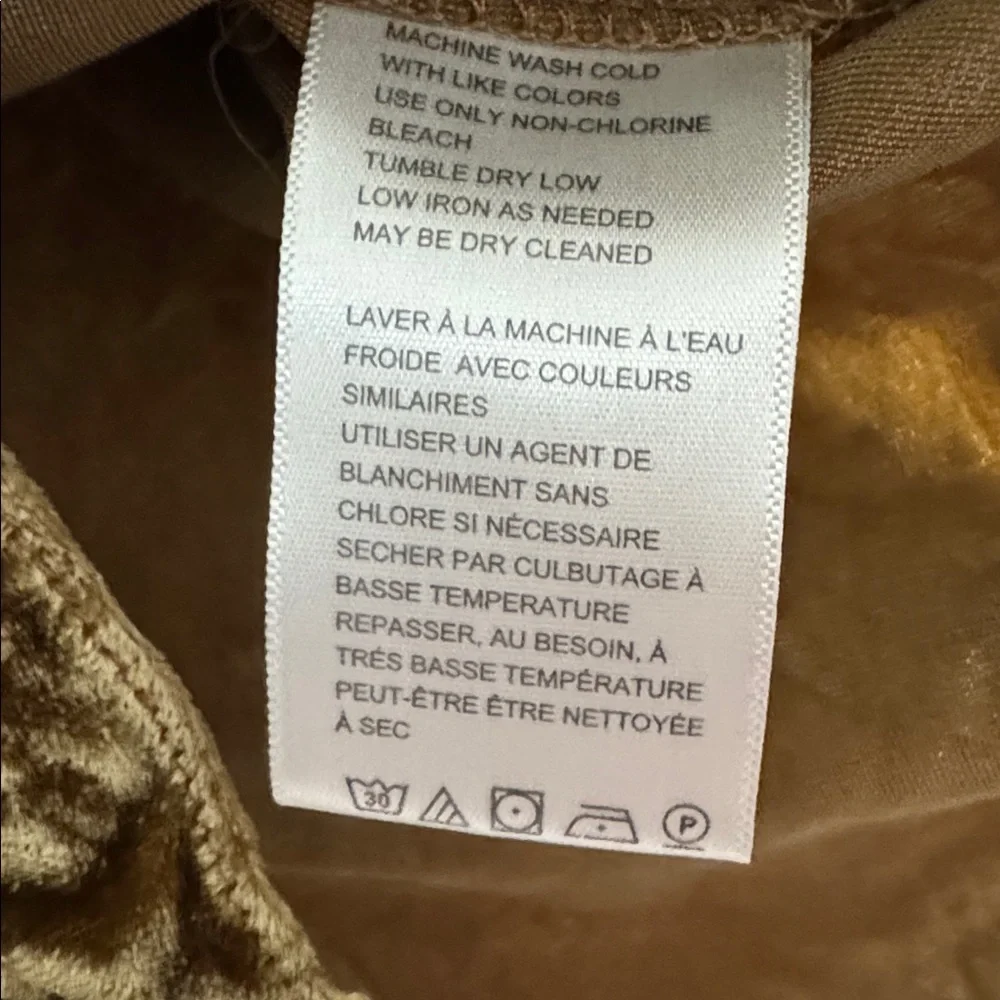 MACHINE WASH COLD
WITH LIKE COLORS
USE ONLY NON-CHLORINE
BLEACH
TUMBLE DRY LOW
LOW IRON AS NEEDED
MAY BE DRY CLEANED
LAVER À LA MACHINE À L'EAU
FROIDE AVEC COULEURS
SIMILAIRES
UTILISER UN AGENT DE
BLANCHIMENT SANS
CHLORE SI NÉCESSAIRE
SECHER PAR CULBUTAGE À
BASSE TEMPERATURE
REPASSER, AU BESOIN, À
TRÉS BASSE TEMPÉRATURE
PEUT-ÊTRE ÊTRE NETTOYÉE
À SEC
30 P